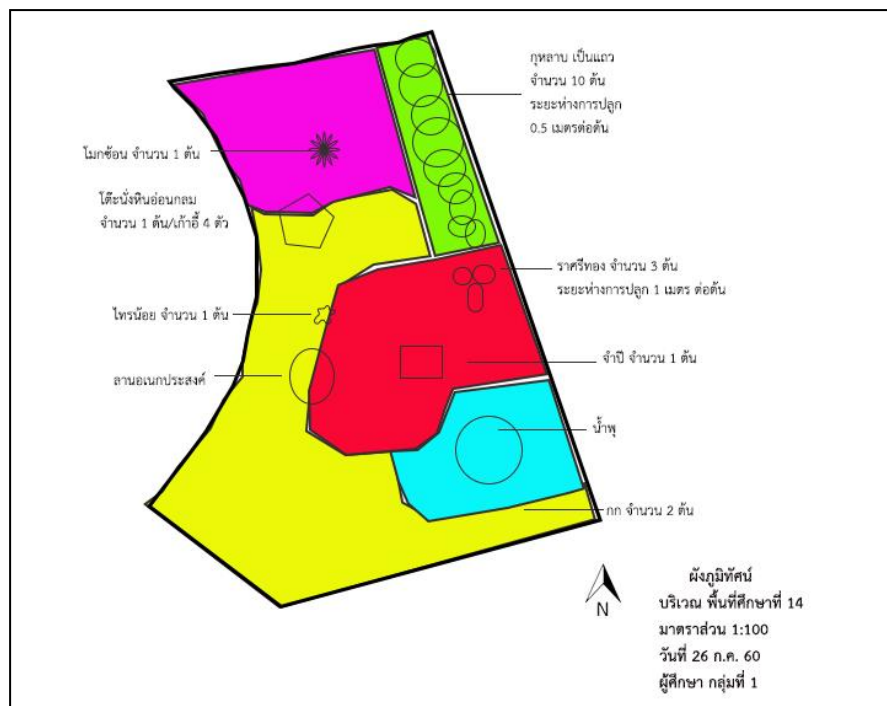 กุหลาบ เป็นแถว
จำนวน 10 ต้น
ระยะห่างการปลูก
0.5 เมตรต่อต้น
โมกซ้อน จำนวน 1 ต้น
โต๊ะนั่งหินอ่อนกลม
จำนวน 1 ต้น/เก้าอี้ 4 ตัว
ราศรีทอง จำนวน 3 ต้น
ระยะห่างการปลูก 1 เมตร ต่อต้น
ไทรน้อย จำนวน 1 ต้น
จำปี จำนวน 1 ต้น
ลานอเนกประสงค์
น้ำพุ
กก จำนวน 2 ต้น
N
ผังภูมิทัศน์
บริเวณ พื้นที่ศึกษาที่ 14
มาตราส่วน 1:100
วันที่ 26 ก.ค. 60
ผู้ศึกษา กลุ่มที่ 1